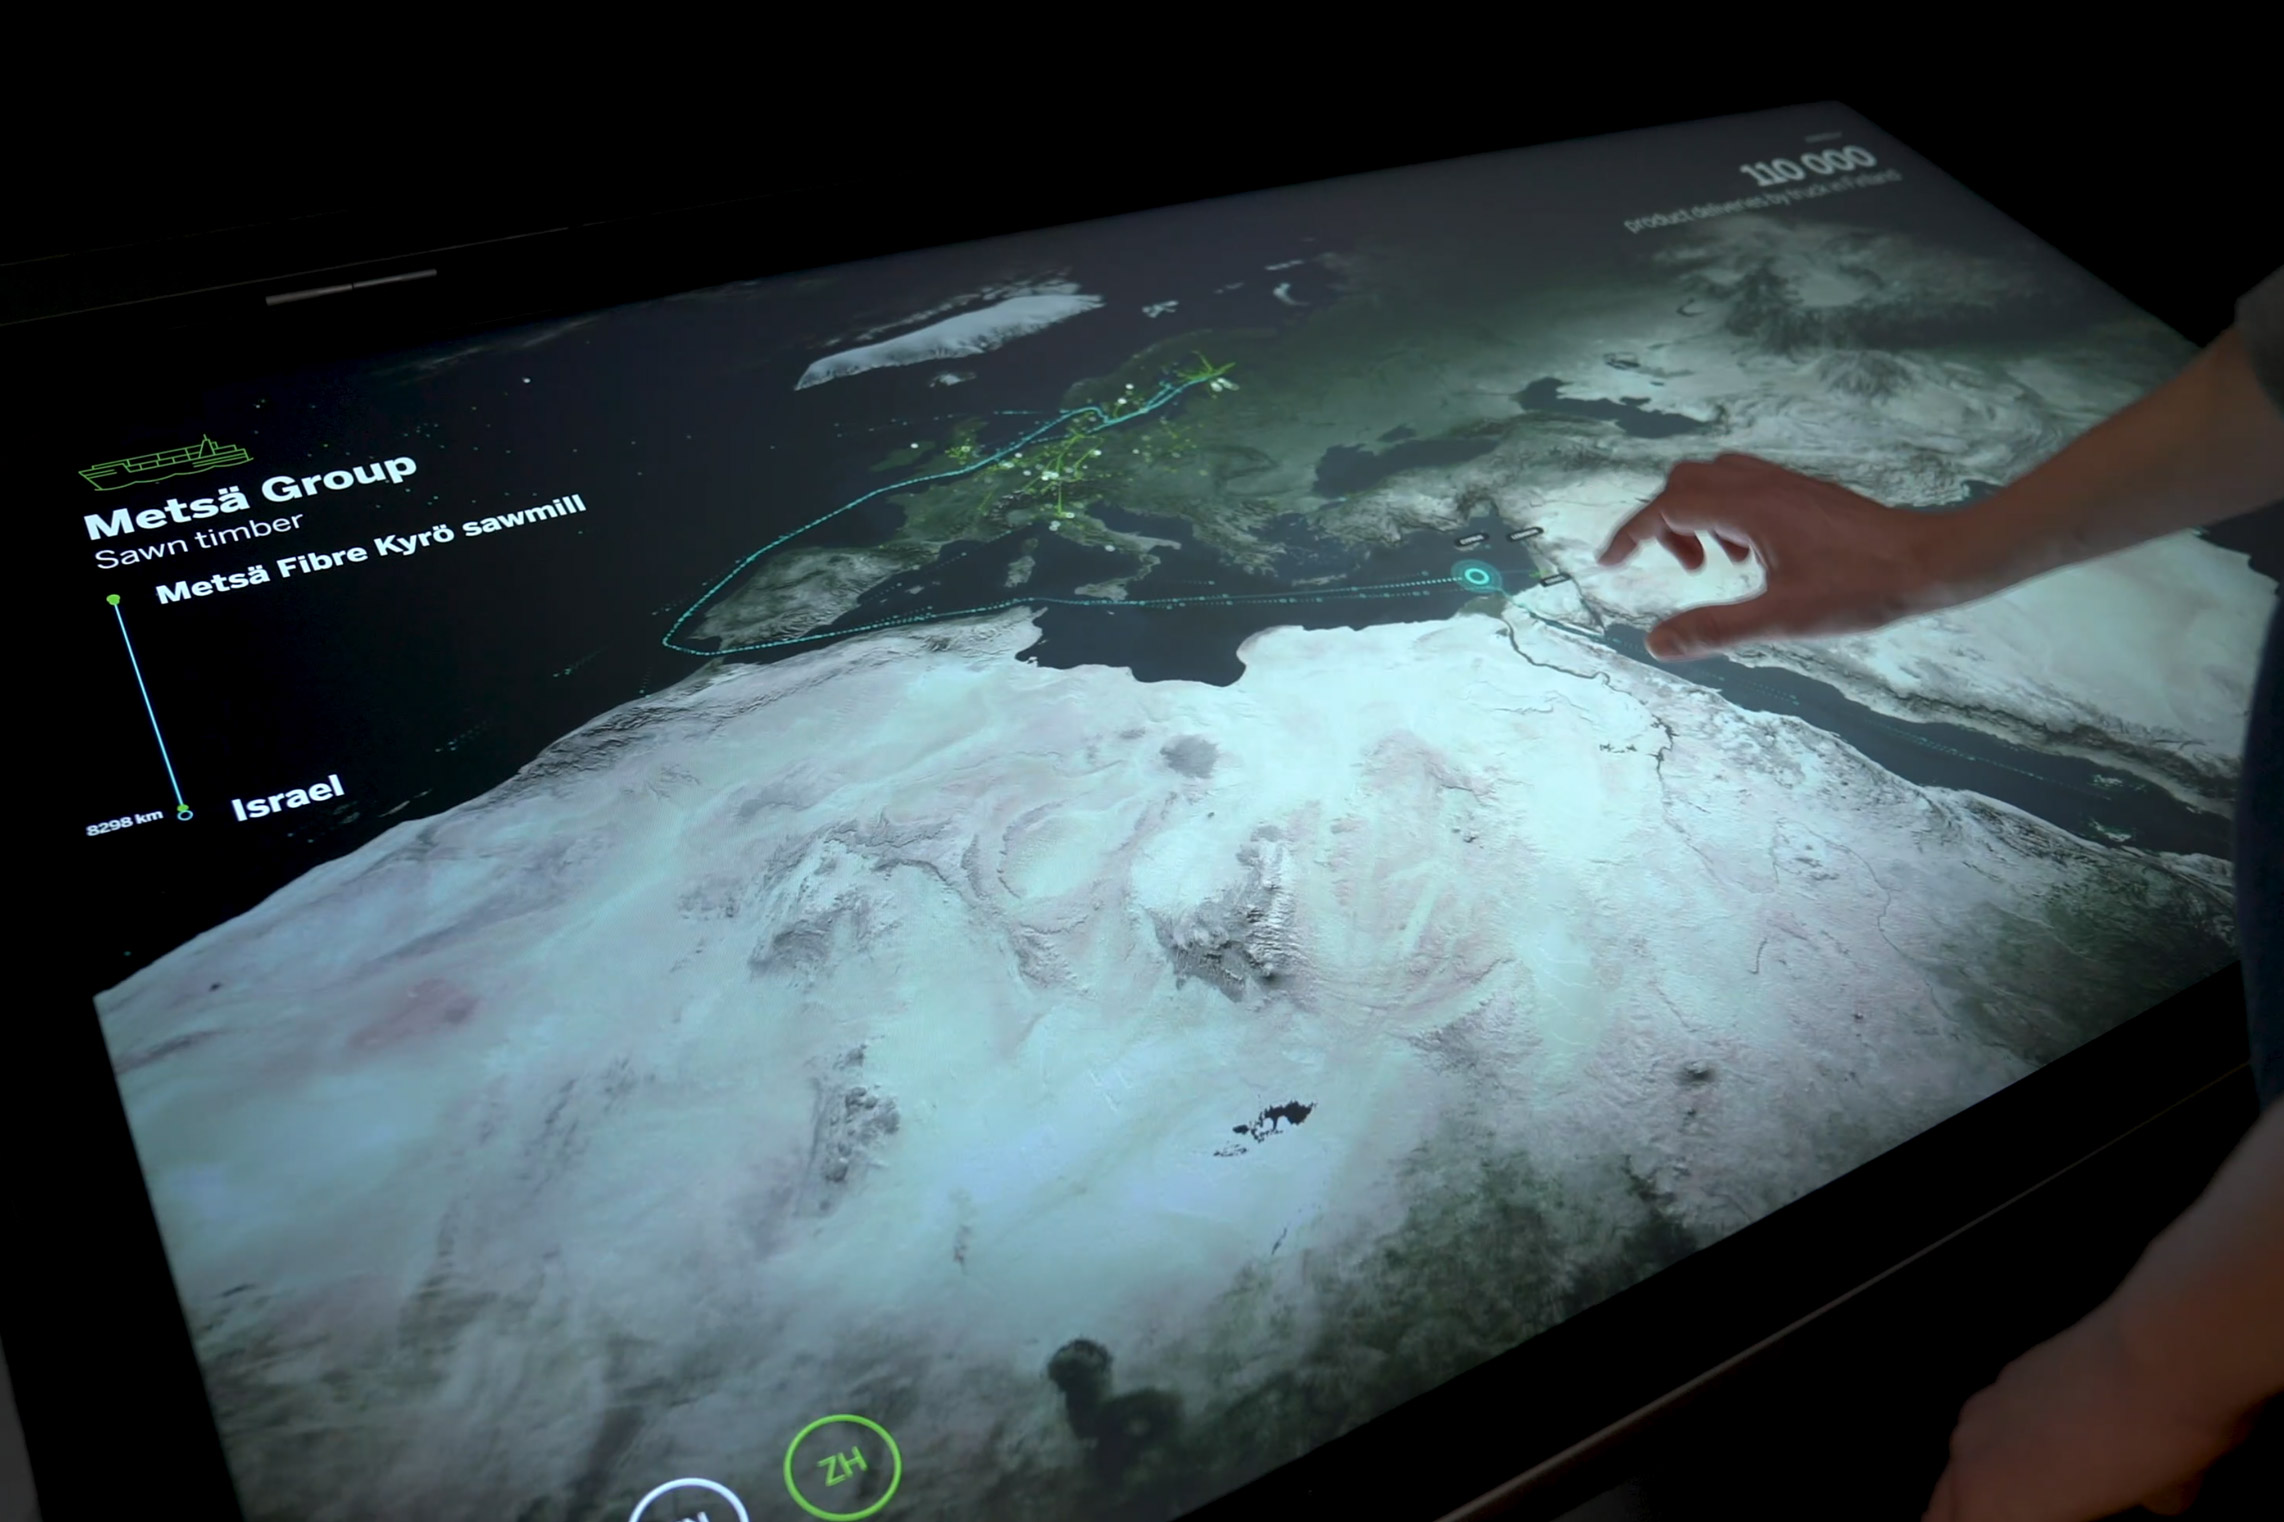 110 000
product deliveries by truck in Finland
Metsä Group
Sawn timber
Metsä Fibre Kyrö sawmill
8298 km
Israel
ZH